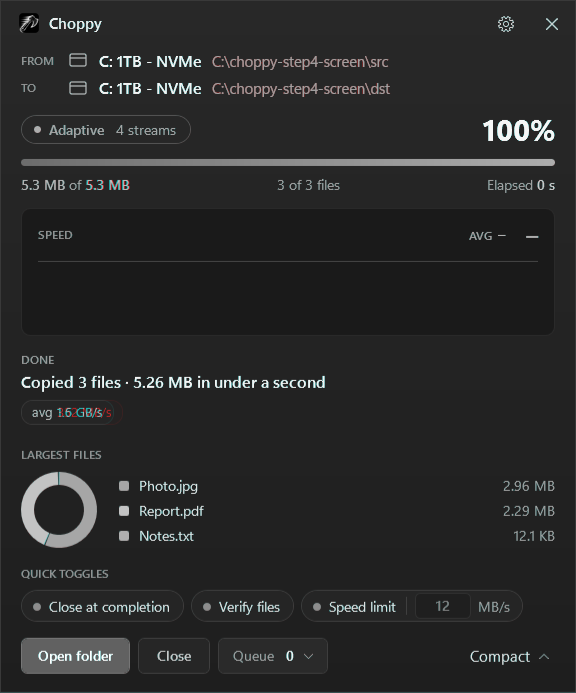 Choppy
FROM C: 1TB - NVMe C:\choppy-step4-screen\src
TO C: 1TB - NVMe C:\choppy-step4-screen\dst
Adaptive 4 streams 100%
5.3 MB of 5.3 MB 3 of 3 files Elapsed 0 s
SPEED AVG – —
DONE
Copied 3 files · 5.26 MB in under a second
avg
LARGEST FILES
Photo.jpg 2.96 MB
Report.pdf 2.29 MB
Notes.txt 12.1 KB
QUICK TOGGLES
Close at completion Verify files Speed limit 12 MB/s
Open folder Close Queue 0 Compact